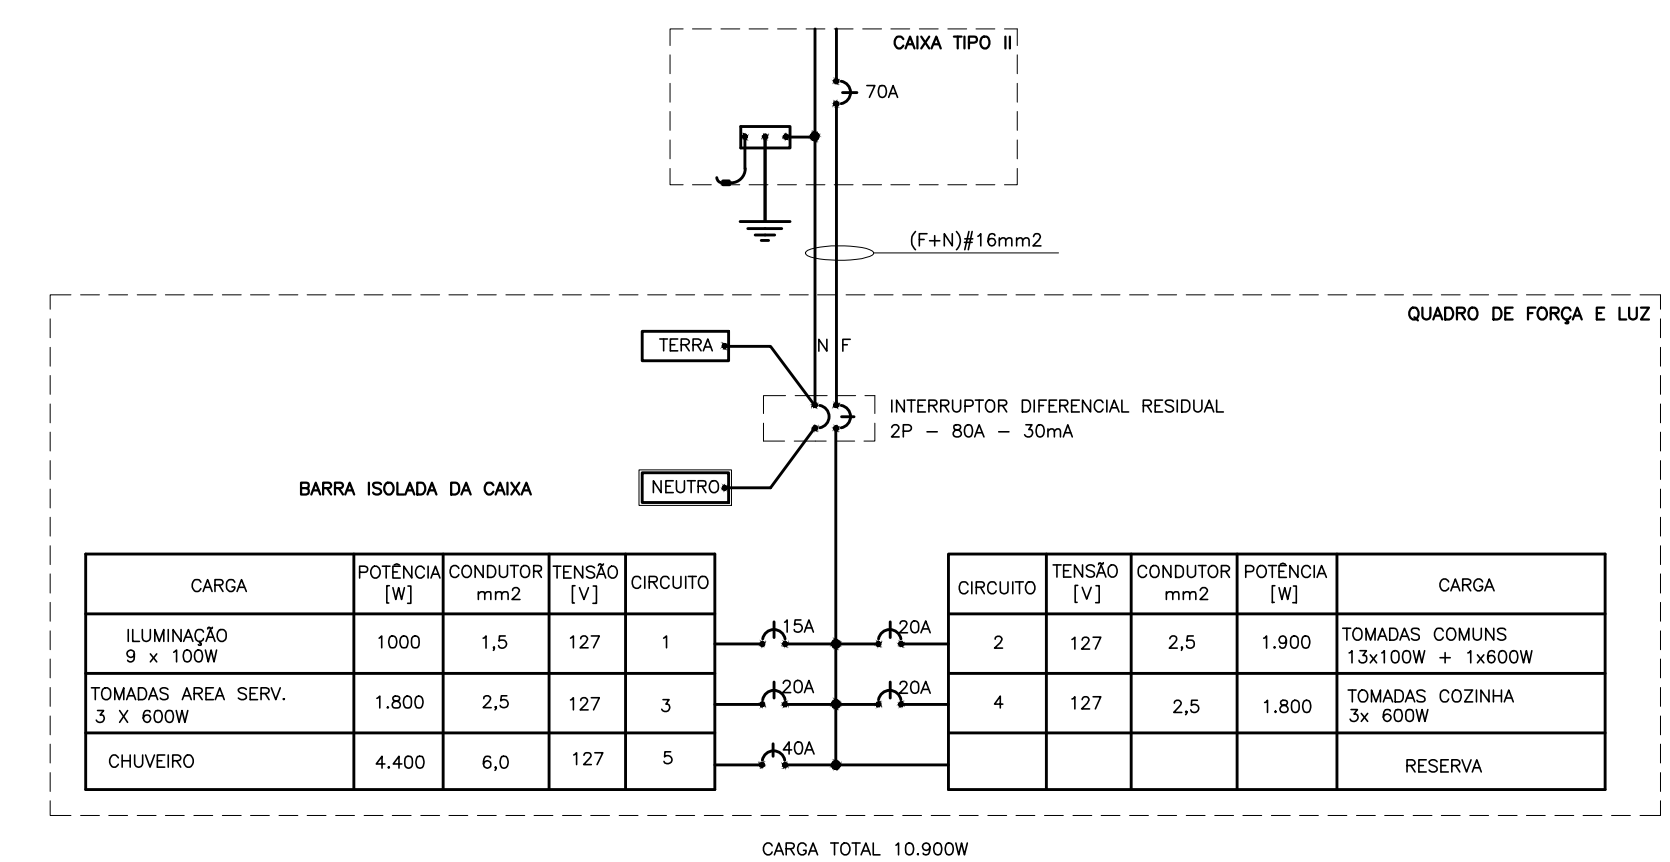 CAIXA TIPO II
70A
(F+N)#16mm2
QUADRO DE FORÇA E LUZ
TERRA
N F
INTERRUPTOR DIFERENCIAL RESIDUAL
2P - 80A - 30mA
BARRA ISOLADA DA CAIXA
NEUTRO
CARGA
POTÊNCIA
[W]
CONDUTOR
mm2
TENSÃO
[V]
CIRCUITO
ILUMINAÇÃO
9 x 100W
1000
1,5
127
1
15A
TOMADAS AREA SERV.
3 X 600W
1.800
2,5
127
3
20A
CHUVEIRO
4.400
6,0
127
5
40A
CIRCUITO
TENSÃO
[V]
CONDUTOR
mm2
POTÊNCIA
[W]
CARGA
20A
2
127
2,5
1.900
TOMADAS COMUNS
13x100W + 1x600W
20A
4
127
2,5
1.800
TOMADAS COZINHA
3x 600W
RESERVA
CARGA TOTAL 10.900W